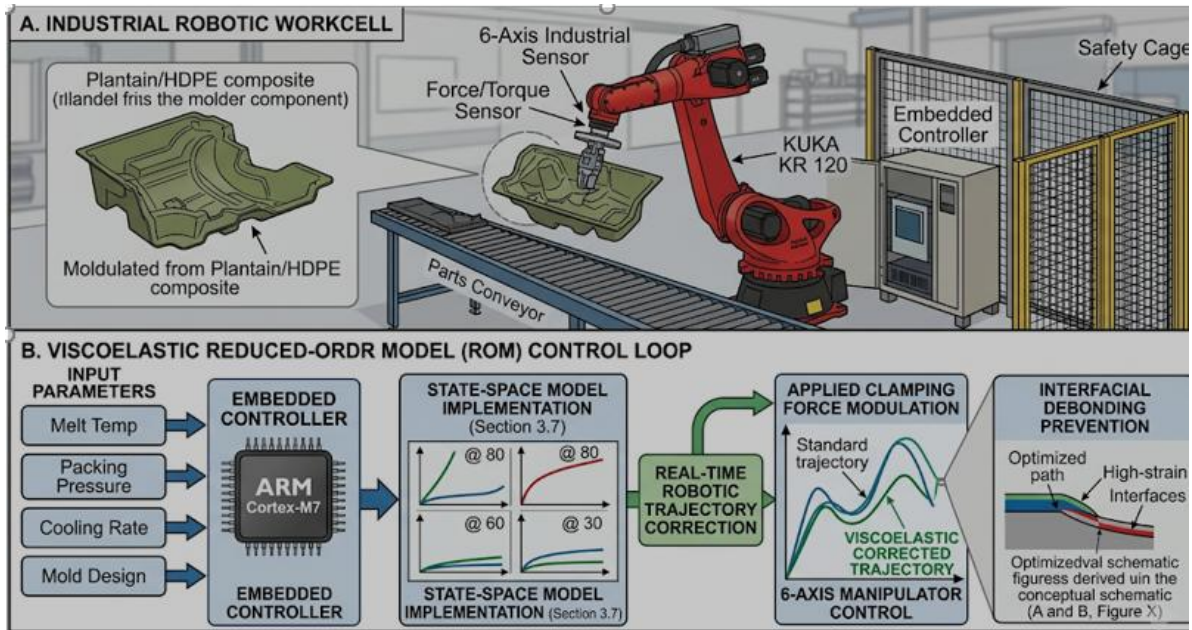 A. INDUSTRIAL ROBOTIC WORKCELL
Plantain/HDPE composite
(rlllandel friis the molder component)
Moldulated from Plantain/HDPE
composite
6-Axis Industrial
Sensor
Force/Torque
Sensor
Parts Conveyor
KUKA
KR 120
Embedded
Controller
Safety Cage
B. VISCOELASTIC REDUCED-ORDR MODEL (ROM) CONTROL LOOP
INPUT
PARAMETERS
Melt Temp
Packing
Pressure
Cooling Rate
Mold Design
EMBEDDED
CONTROLLER
ARM
Cortex-M7
EMBEDDED
CONTROLLER
STATE-SPACE MODEL
IMPLEMENTATION
(Section 3.7)
@ 80
@ 80
@ 60
@ 30
STATE-SPACE MODEL
IMPLEMENTATION (Section 3.7)
REAL-TIME
ROBOTIC
TRAJECTORY
CORRECTION
APPLIED CLAMPING
FORCE MODULATION
Standard
trajectory
VISCOELASTIC
CORRECTED
TRAJECTORY
6-AXIS MANIPULATOR
CONTROL
INTERFACIAL
DEBONDING
PREVENTION
Optimized
path
High-strain
Interfaces
Optimizedval schematic
figuress derived uin the
conceptual schematic
(A and B, Figure X)